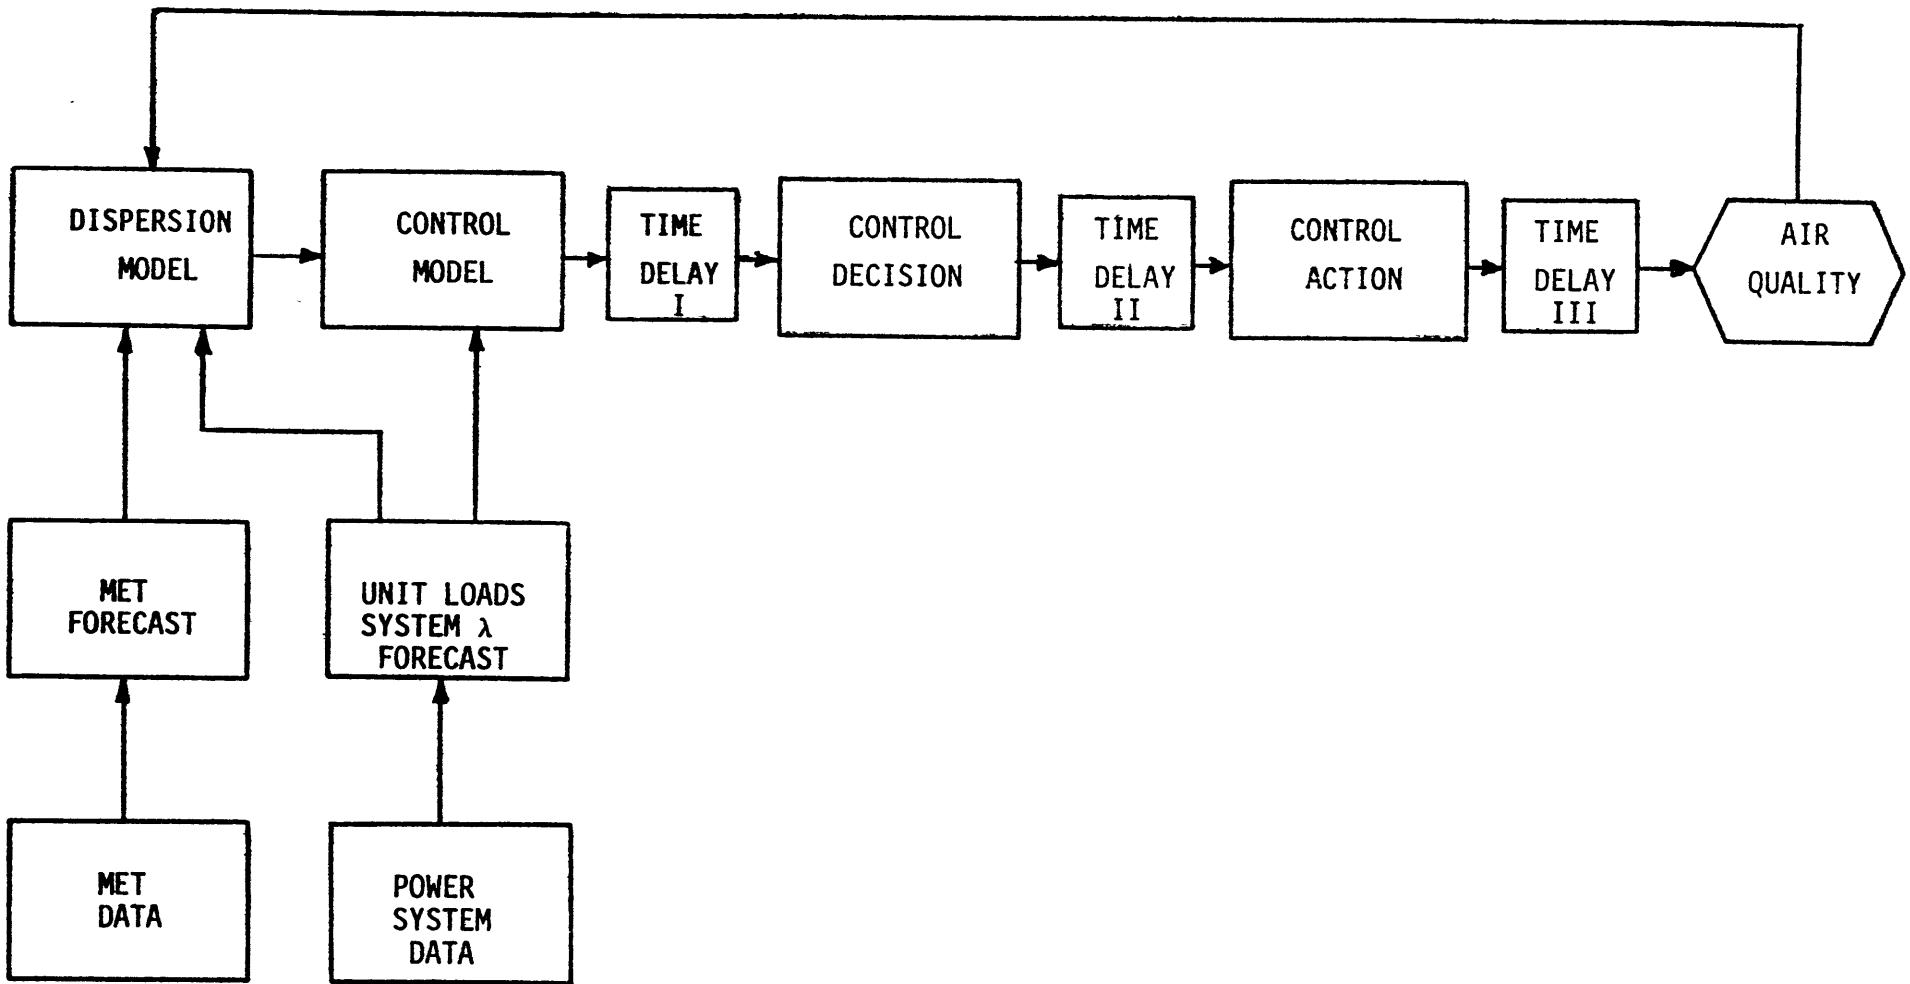 DISPERSION
MODEL
CONTROL
MODEL
TIME
DELAY
I
CONTROL
DECISION
TIME
DELAY
II
CONTROL
ACTION
TIME
DELAY
III
AIR
QUALITY
MET
FORECAST
UNIT LOADS
SYSTEM λ
FORECAST
MET
DATA
POWER
SYSTEM
DATA